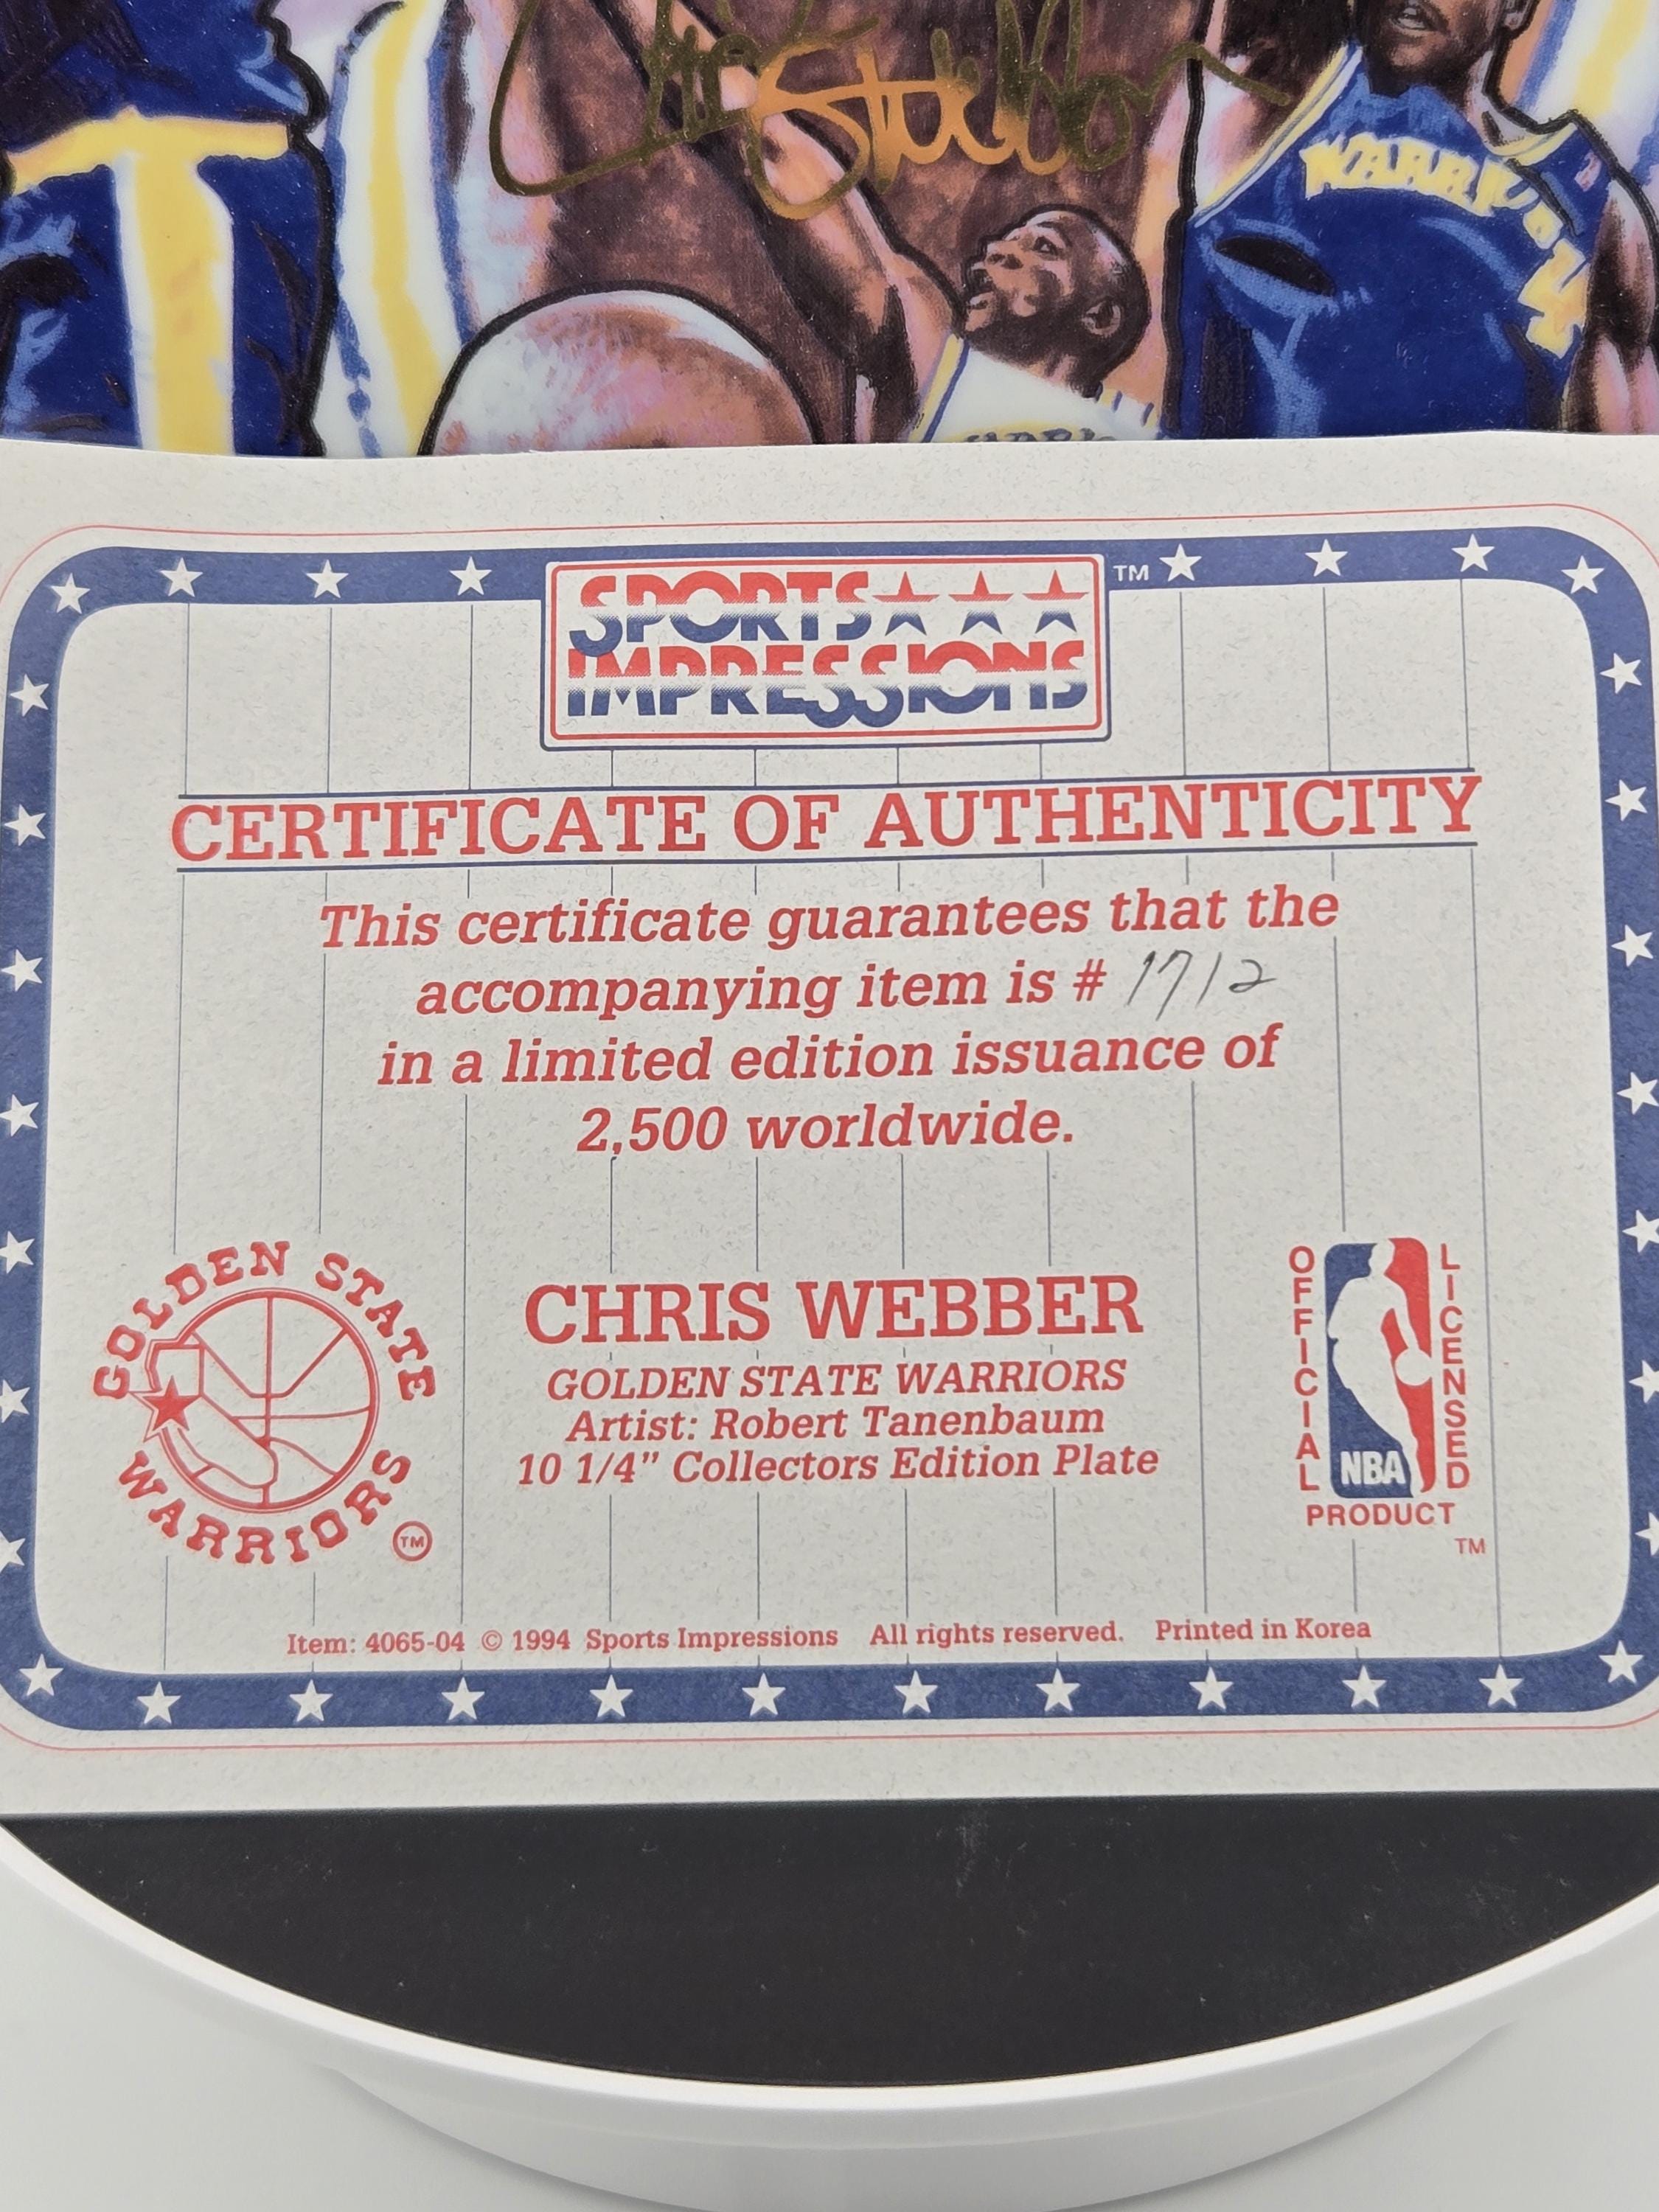 WARRIORS
SPORTS
IMPRESSIONS
TM
CERTIFICATE OF AUTHENTICITY
This certificate guarantees that the
accompanying item is # 1712
in a limited edition issuance of
2,500 worldwide.
GOLDEN STATE
WARRIORS
TM
CHRIS WEBBER
GOLDEN STATE WARRIORS
Artist: Robert Tanenbaum
10 1/4” Collectors Edition Plate
OFFICIAL
LICENSED
NBA
PRODUCT
TM
Item: 4065-04 © 1994 Sports Impressions All rights reserved. Printed in Korea